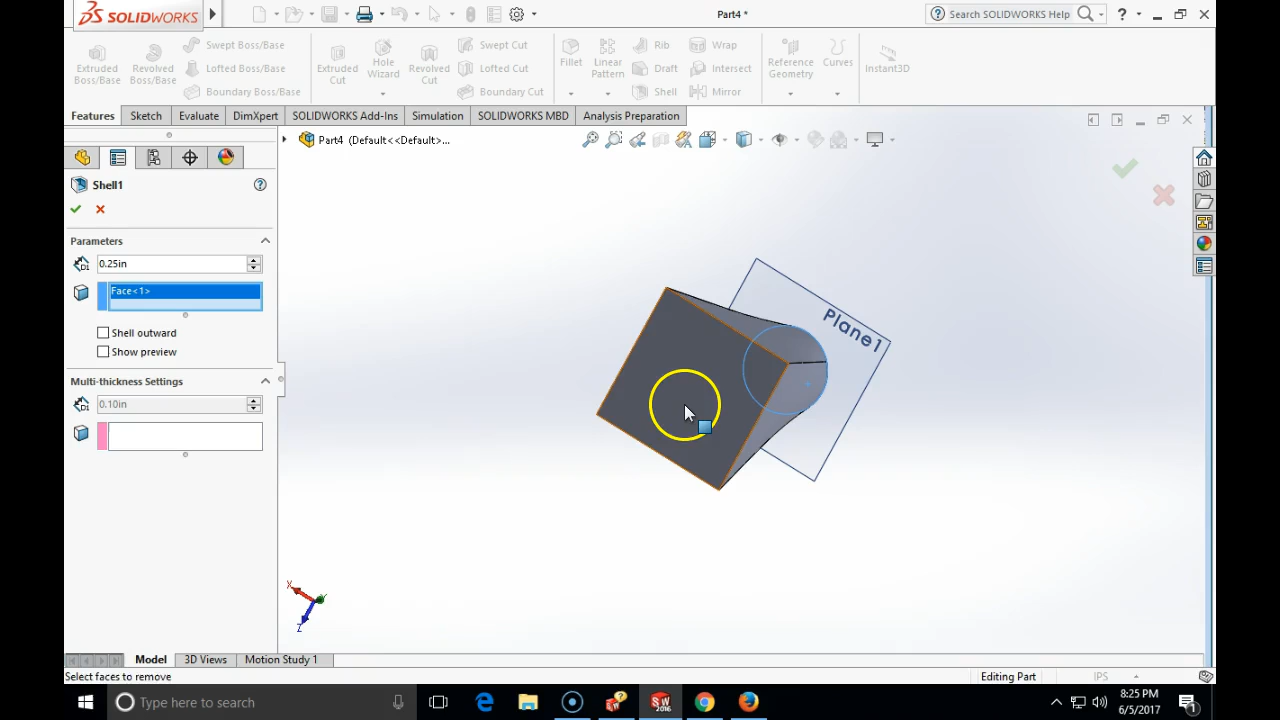 SOLIDWORKS
Part4 *
Search SOLIDWORKS Help
?
Extruded Boss/Base
Revolved Boss/Base
Swept Boss/Base
Lofted Boss/Base
Boundary Boss/Base
Extruded Cut
Hole Wizard
Revolved Cut
Swept Cut
Lofted Cut
Boundary Cut
Fillet
Linear Pattern
Rib
Draft
Shell
Wrap
Intersect
Mirror
Reference Geometry
Curves
Instant3D
Features
Sketch
Evaluate
DimXpert
SOLIDWORKS Add-Ins
Simulation
SOLIDWORKS MBD
Analysis Preparation
Part4 (Default<<Default>...
Shell1
?
Parameters
D1
0.25in
Face<1>
Shell outward
Show preview
Multi-thickness Settings
D1
0.10in
Plane1
X
Z
Model
3D Views
Motion Study 1
Select faces to remove
Editing Part
IPS
Type here to search
SW
2016
8:25 PM
6/5/2017
1